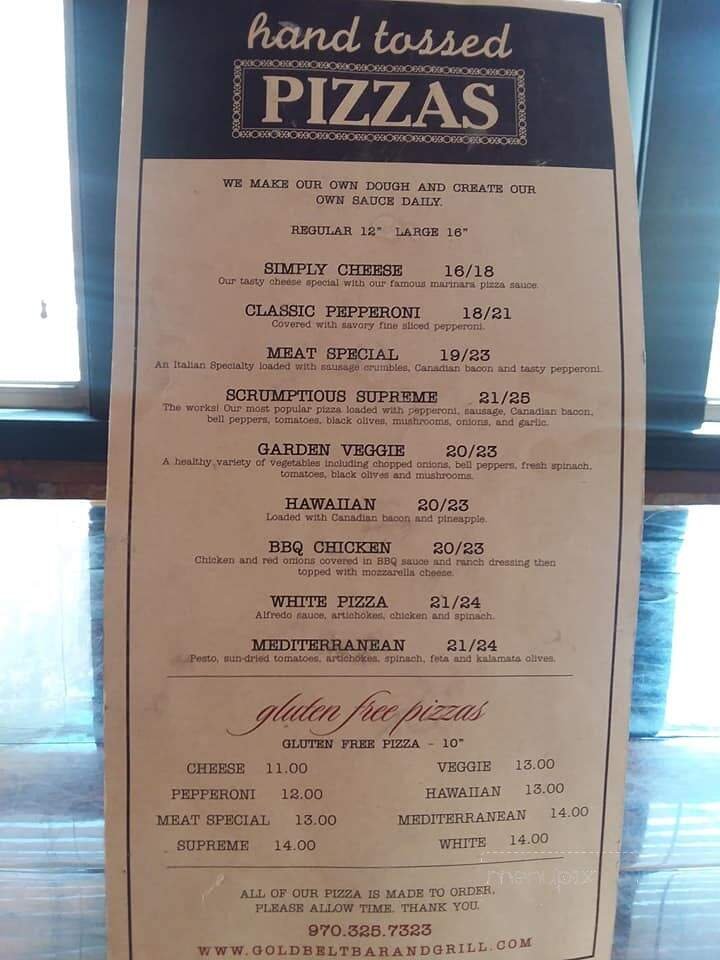 hand tossed
PIZZAS
WE MAKE OUR OWN DOUGH AND CREATE OUR
OWN SAUCE DAILY.
REGULAR 12" LARGE 16"
SIMPLY CHEESE 16/18
Our tasty cheese special with our famous marinara pizza sauce.
CLASSIC PEPPERONI 18/21
Covered with savory fine sliced pepperoni.
MEAT SPECIAL 19/23
An Italian Specialty loaded with sausage crumbles, Canadian bacon and tasty pepperoni.
SCRUMPTIOUS SUPREME 21/25
The works! Our most popular pizza loaded with pepperoni, sausage, Canadian bacon,
bell peppers, tomatoes, black olives, mushrooms, onions, and garlic.
GARDEN VEGGIE 20/23
A healthy variety of vegetables including chopped onions, bell peppers, fresh spinach,
tomatoes, black olives and mushrooms.
HAWAIIAN 20/23
Loaded with Canadian bacon and pineapple.
BBQ CHICKEN 20/23
Chicken and red onions covered in BBQ sauce and ranch dressing then
topped with mozzarella cheese.
WHITE PIZZA 21/24
Alfredo sauce, artichokes, chicken and spinach.
MEDITERRANEAN 21/24
Pesto, sun-dried tomatoes, artichokes, spinach, feta and kalamata olives.
gluten free pizzas
GLUTEN FREE PIZZA - 10"
CHEESE 11.00 VEGGIE 13.00
PEPPERONI 12.00 HAWAIIAN 13.00
MEAT SPECIAL 13.00 MEDITERRANEAN 14.00
SUPREME 14.00 WHITE 14.00
menupix
ALL OF OUR PIZZA IS MADE TO ORDER.
PLEASE ALLOW TIME. THANK YOU.
970.325.7323
WWW.GOLDBELTBARANDGRILL.COM